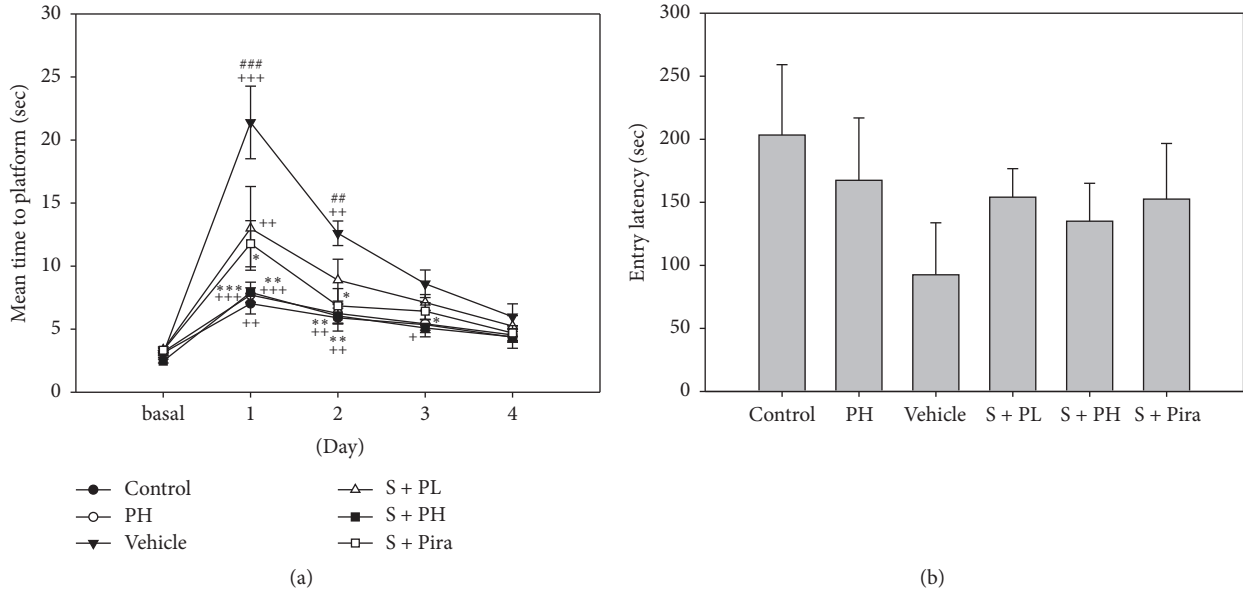 30
25
20
15
10
5
0
Mean time to platform (sec)
###
+++
++
*
***
+++
**
+++
++
##
++
*
**
++
**
++
*
+
basal 1 2 3 4
(Day)
Control
PH
Vehicle
S + PL
S + PH
S + Pira
(a)
300
250
200
150
100
50
0
Entry latency (sec)
Control PH Vehicle S + PL S + PH S + Pira
(b)